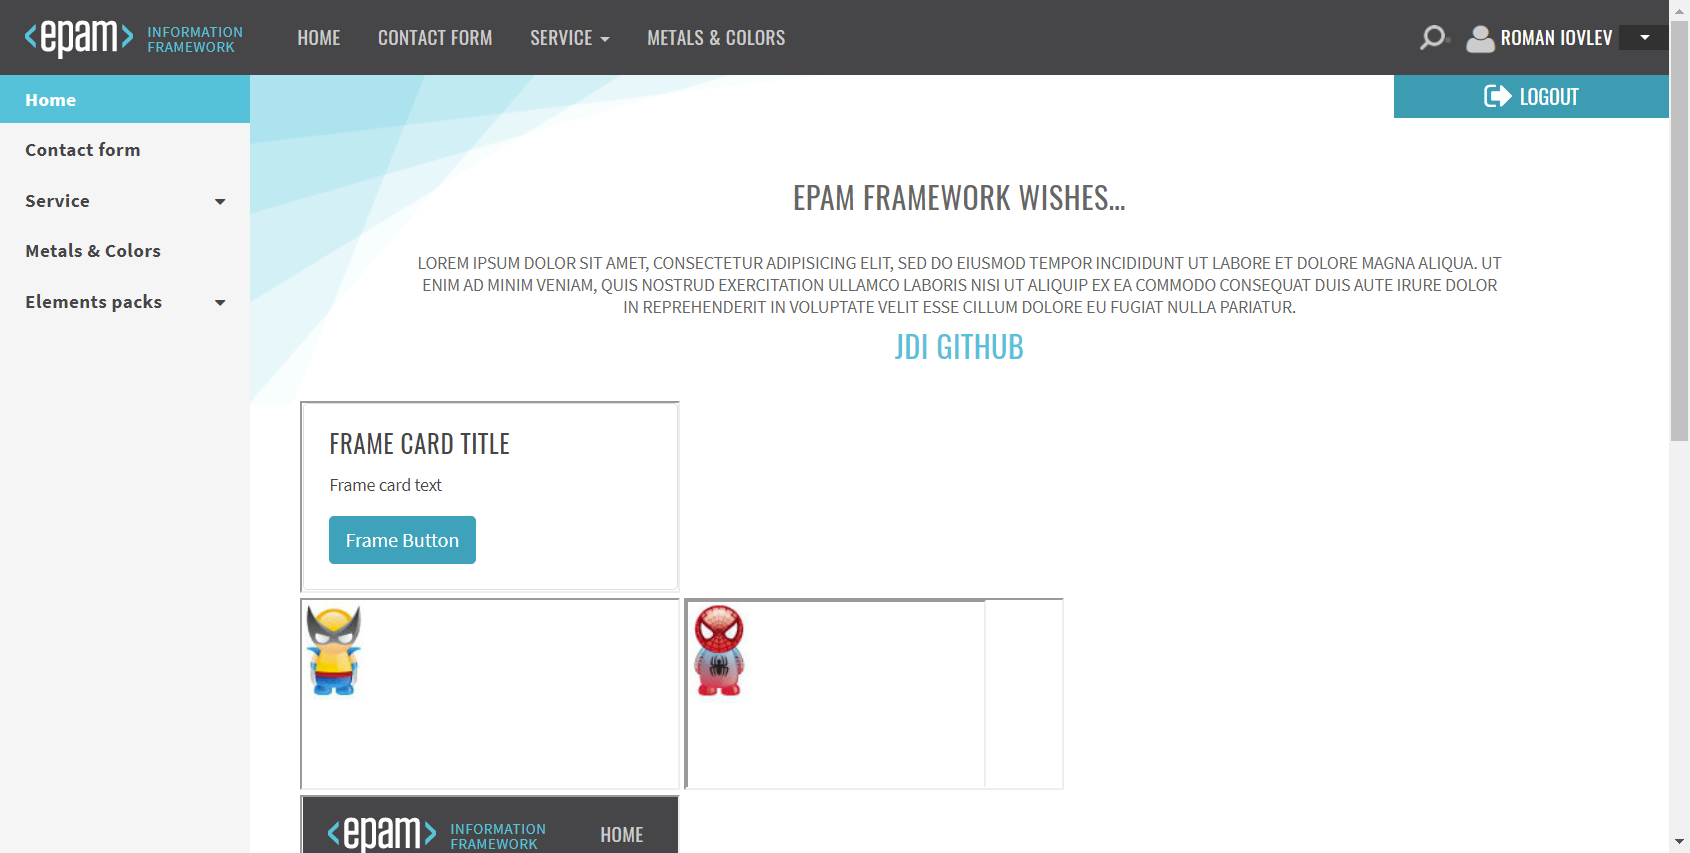 <epam> INFORMATION
FRAMEWORK
HOME
CONTACT FORM
SERVICE
METALS & COLORS
ROMAN IOVLEV
LOGOUT
Home
Contact form
Service
Metals & Colors
Elements packs
EPAM FRAMEWORK WISHES...
LOREM IPSUM DOLOR SIT AMET, CONSECTETUR ADIPISICING ELIT, SED DO EIUSMOD TEMPOR INCIDIDUNT UT LABORE ET DOLORE MAGNA ALIQUA. UT
ENIM AD MINIM VENIAM, QUIS NOSTRUD EXERCITATION ULLAMCO LABORIS NISI UT ALIQUIP EX EA COMMODO CONSEQUAT DUIS AUTE IRURE DOLOR
IN REPREHENDERIT IN VOLUPTATE VELIT ESSE CILLUM DOLORE EU FUGIAT NULLA PARIATUR.
JDI GITHUB
FRAME CARD TITLE
Frame card text
Frame Button
<epam> INFORMATION
FRAMEWORK
HOME